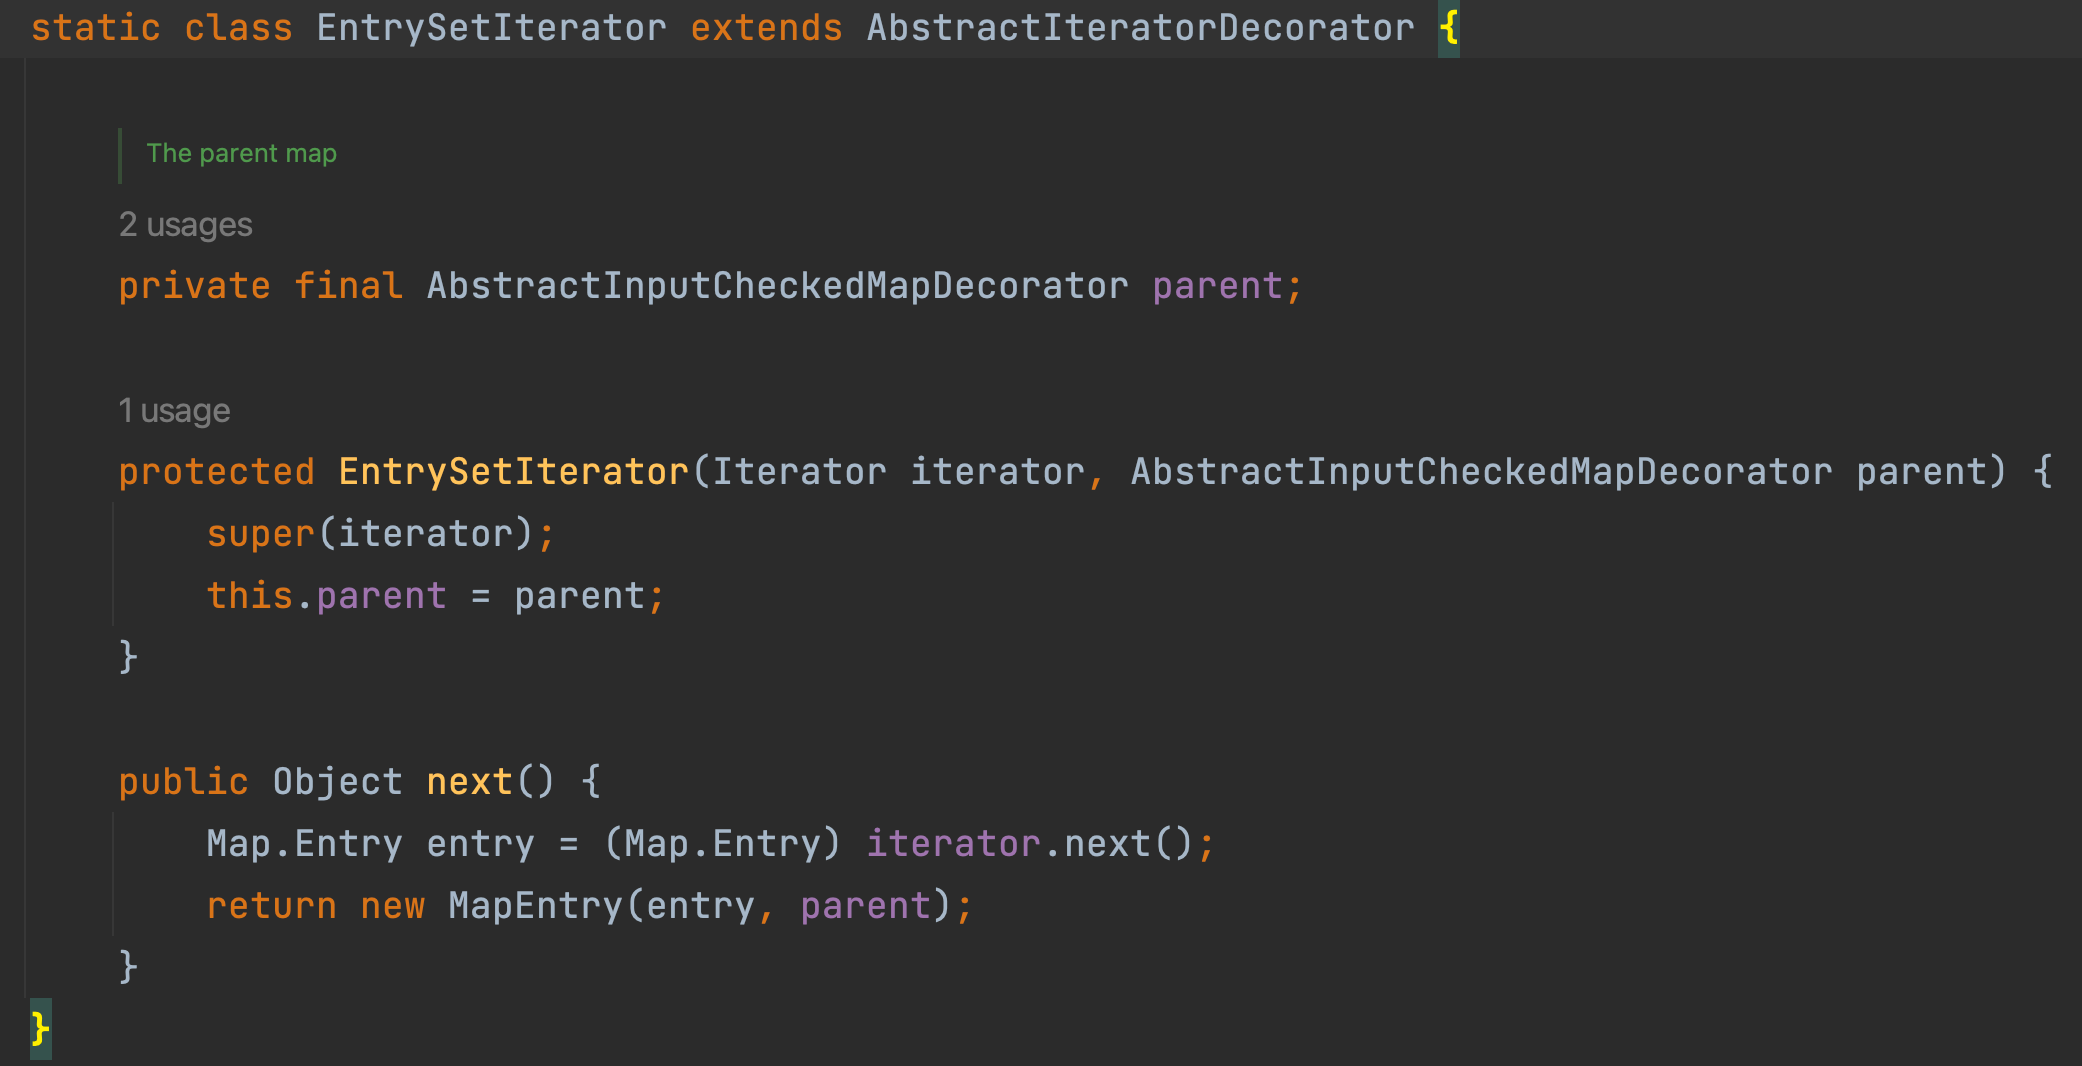 static class EntrySetIterator extends AbstractIteratorDecorator {
The parent map
2 usages
private final AbstractInputCheckedMapDecorator parent;
1 usage
protected EntrySetIterator(Iterator iterator, AbstractInputCheckedMapDecorator parent) {
super(iterator);
this.parent = parent;
}
public Object next() {
Map.Entry entry = (Map.Entry) iterator.next();
return new MapEntry(entry, parent);
}
}